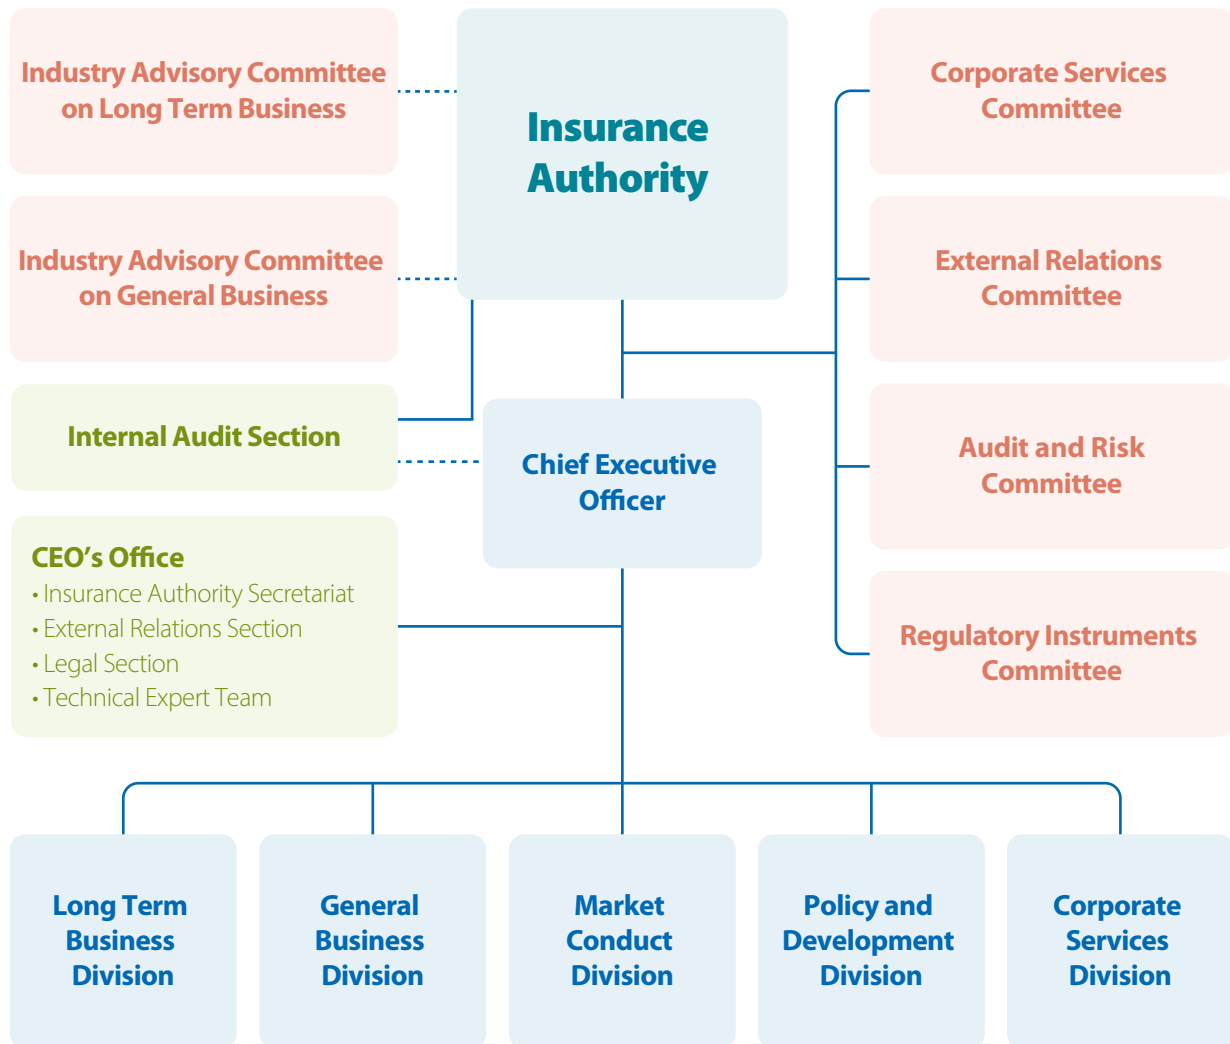 Industry Advisory Committee
on Long Term Business
Insurance
Authority
Corporate Services
Committee
Industry Advisory Committee
on General Business
External Relations
Committee
Internal Audit Section
Chief Executive
Officer
Audit and Risk
Committee
CEO’s Office
• Insurance Authority Secretariat
• External Relations Section
• Legal Section
• Technical Expert Team
Regulatory Instruments
Committee
Long Term
Business
Division
General
Business
Division
Market
Conduct
Division
Policy and
Development
Division
Corporate
Services
Division